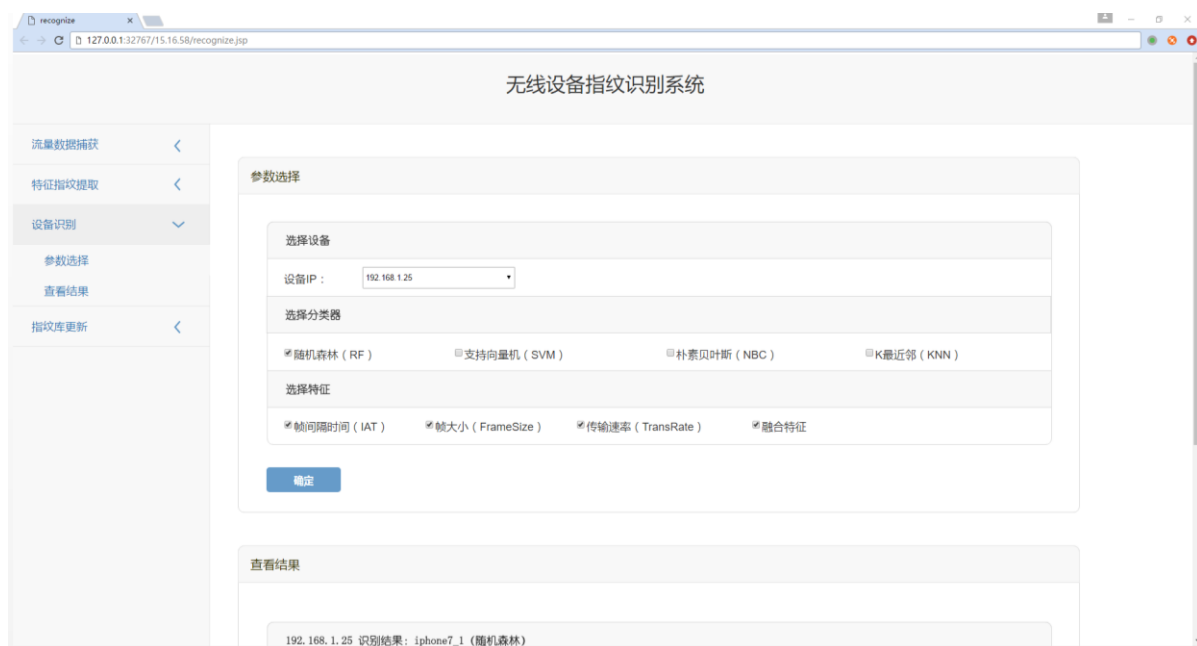 recognize
127.0.0.1:32767/15.16.58/recognize.jsp
无线设备指纹识别系统
流量数据捕获
特征指纹提取
设备识别
参数选择
查看结果
指纹库更新
参数选择
选择设备
设备IP： 192.168.1.25
选择分类器
随机森林（RF） 支持向量机（SVM） 朴素贝叶斯（NBC） K最近邻（KNN）
选择特征
帧间隔时间（IAT） 帧大小（FrameSize） 传输速率（TransRate） 融合特征
确定
查看结果
192.168.1.25 识别结果: iphone7_1 (随机森林)